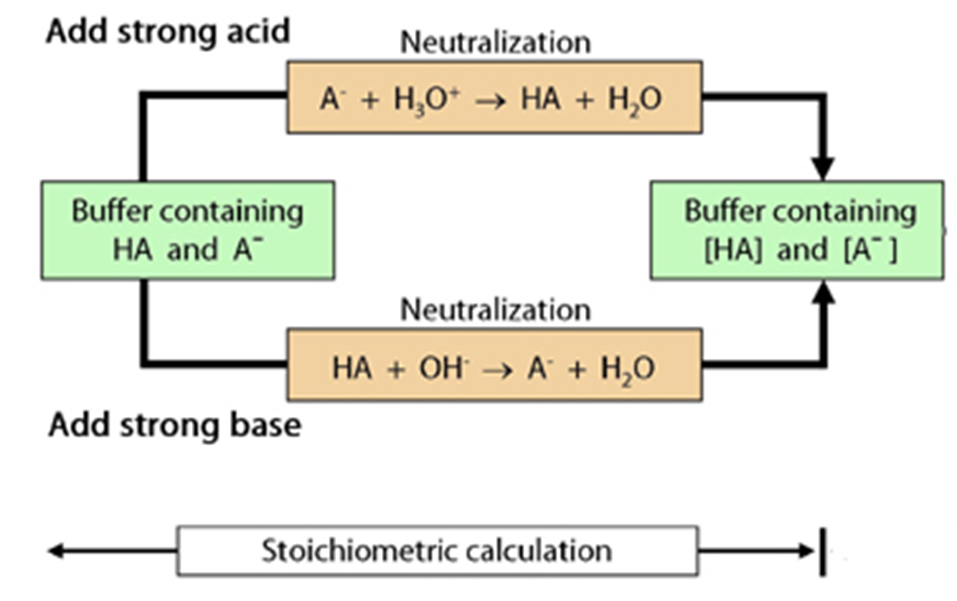 Add strong acid
Neutralization
A⁻ + H₃O⁺ → HA + H₂O
Buffer containing
HA and A⁻
Buffer containing
[HA] and [A⁻]
Neutralization
HA + OH⁻ → A⁻ + H₂O
Add strong base
Stoichiometric calculation